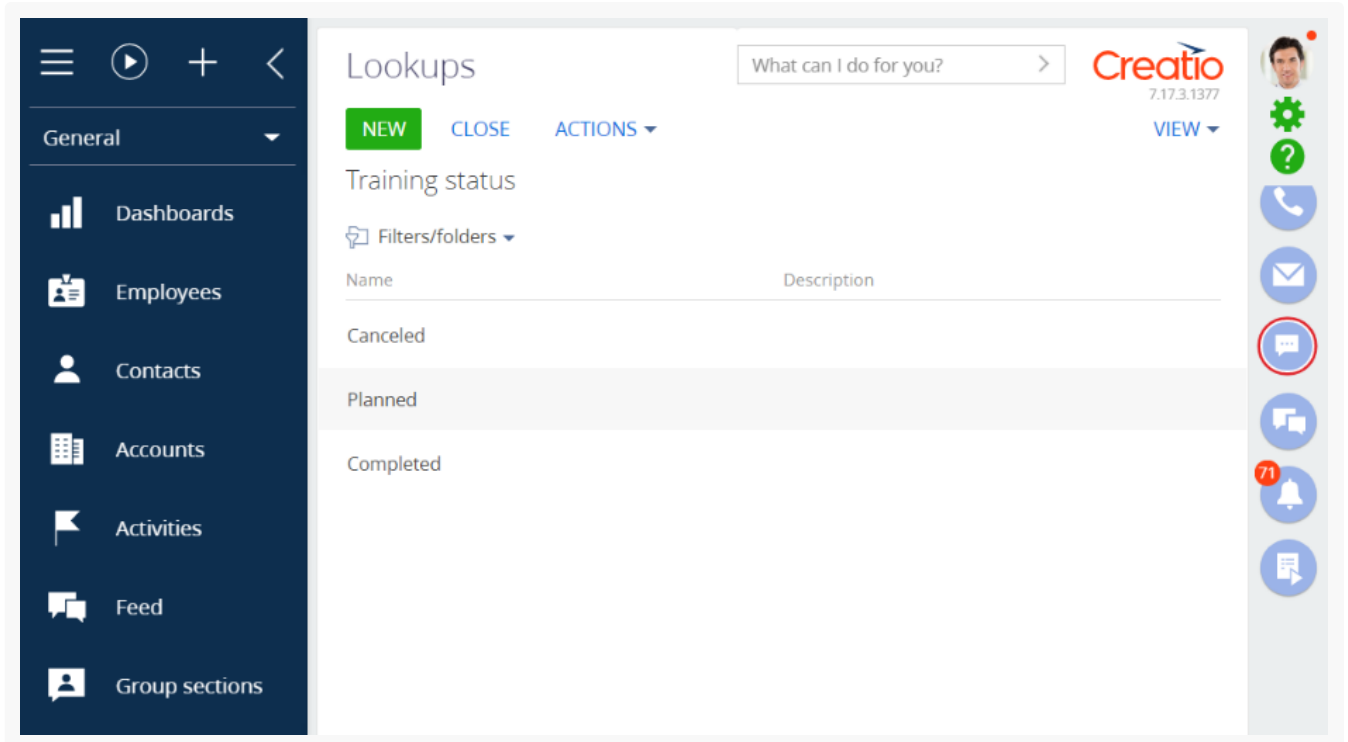 General
Dashboards
Employees
Contacts
Accounts
Activities
Feed
Group sections
Lookups
What can I do for you?
Creatio
7.17.3.1377
NEW CLOSE ACTIONS VIEW
Training status
Filters/folders
Name Description
Canceled
Planned
Completed
?
71